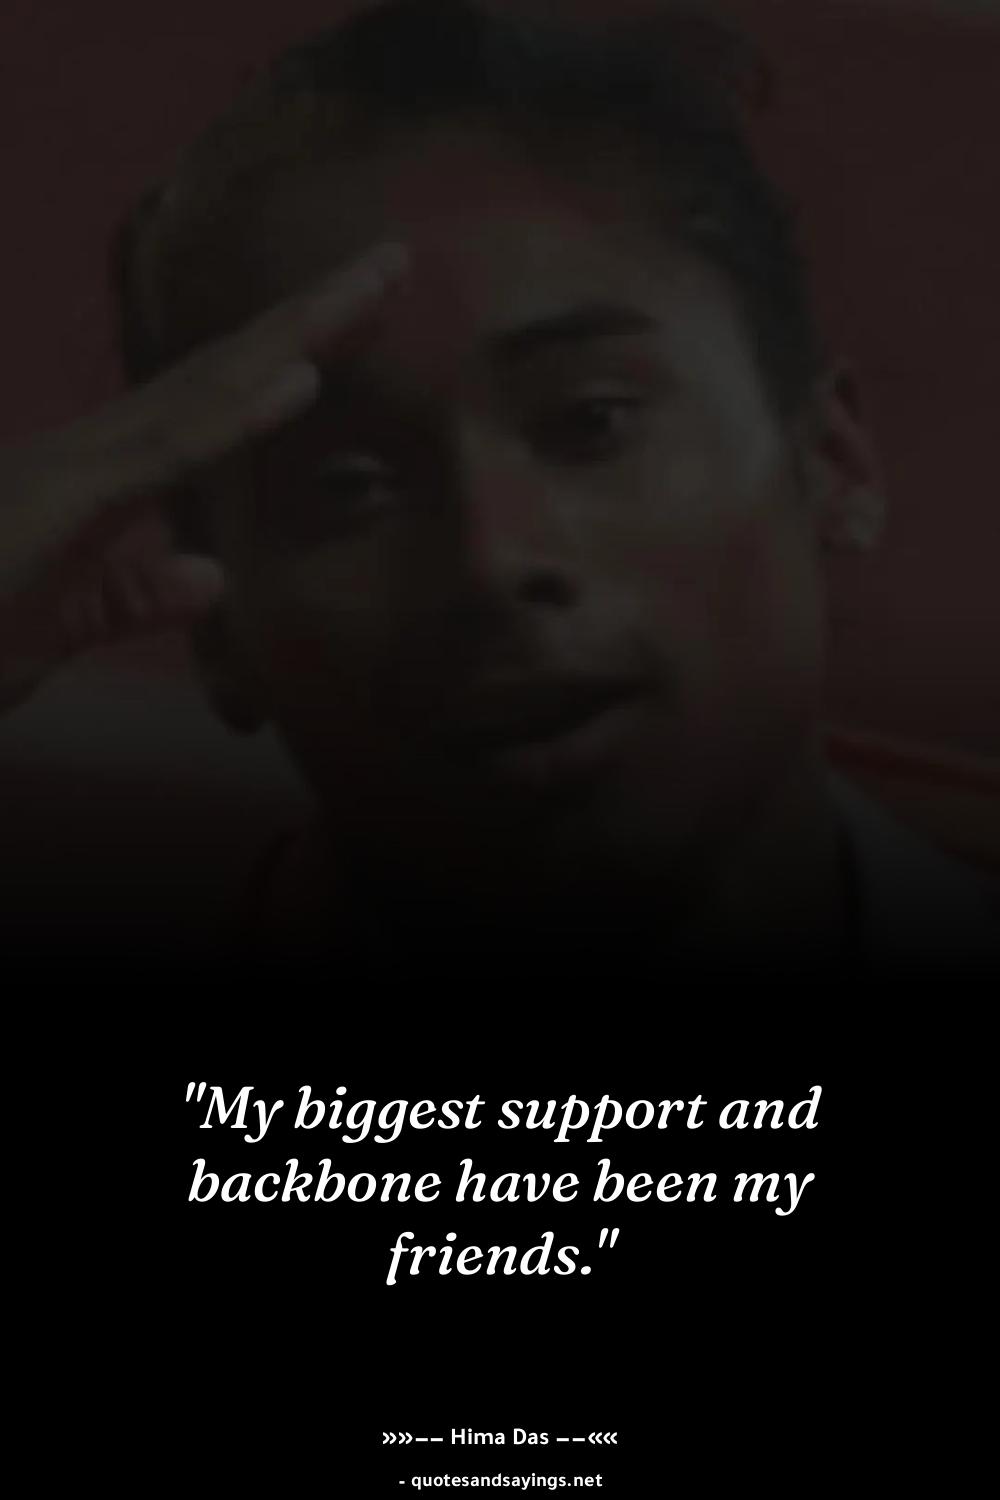 "My biggest support and
backbone have been my
friends."
»»−− Hima Das −−««
- quotesandsayings.net